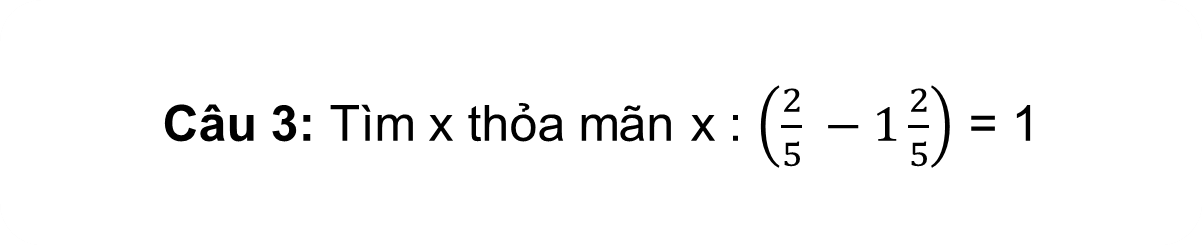 Câu 3: Tìm x thỏa mãn x : (2/5 − 1 2/5) = 1